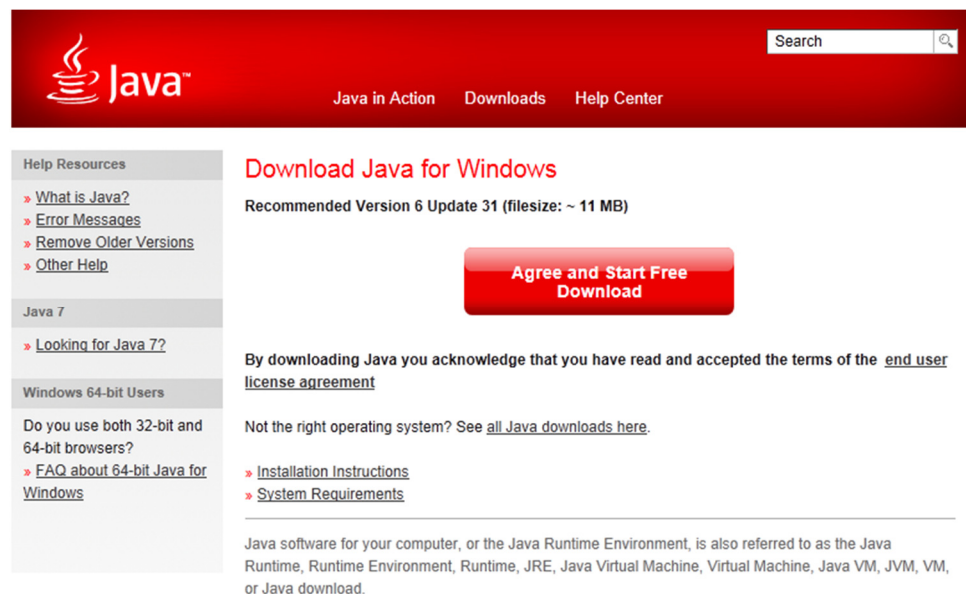 Java™
Search
Java in Action Downloads Help Center
Help Resources
» What is Java?
» Error Messages
» Remove Older Versions
» Other Help
Java 7
» Looking for Java 7?
Windows 64-bit Users
Do you use both 32-bit and
64-bit browsers?
» FAQ about 64-bit Java for
Windows
Download Java for Windows
Recommended Version 6 Update 31 (filesize: ~ 11 MB)
Agree and Start Free
Download
By downloading Java you acknowledge that you have read and accepted the terms of the end user
license agreement
Not the right operating system? See all Java downloads here.
» Installation Instructions
» System Requirements
Java software for your computer, or the Java Runtime Environment, is also referred to as the Java
Runtime, Runtime Environment, Runtime, JRE, Java Virtual Machine, Virtual Machine, Java VM, JVM, VM,
or Java download.